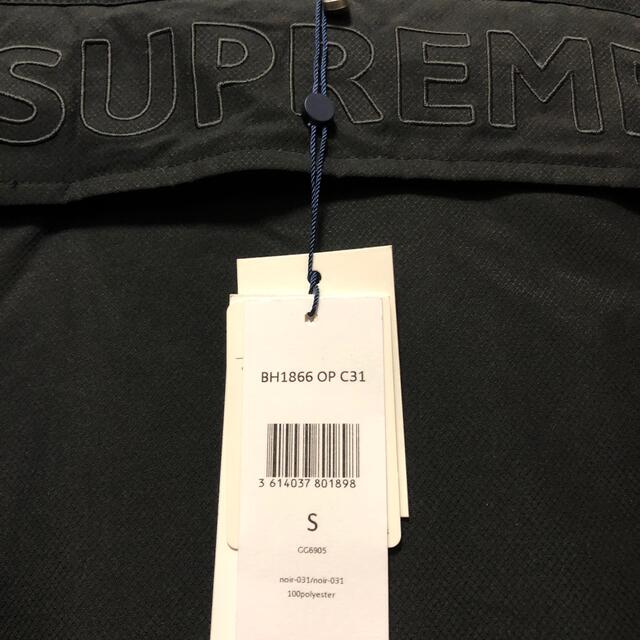 SUPREME
BH1866 OP C31
3 614037 801898
S
GG6905
noir-031/noir-031
100polyester